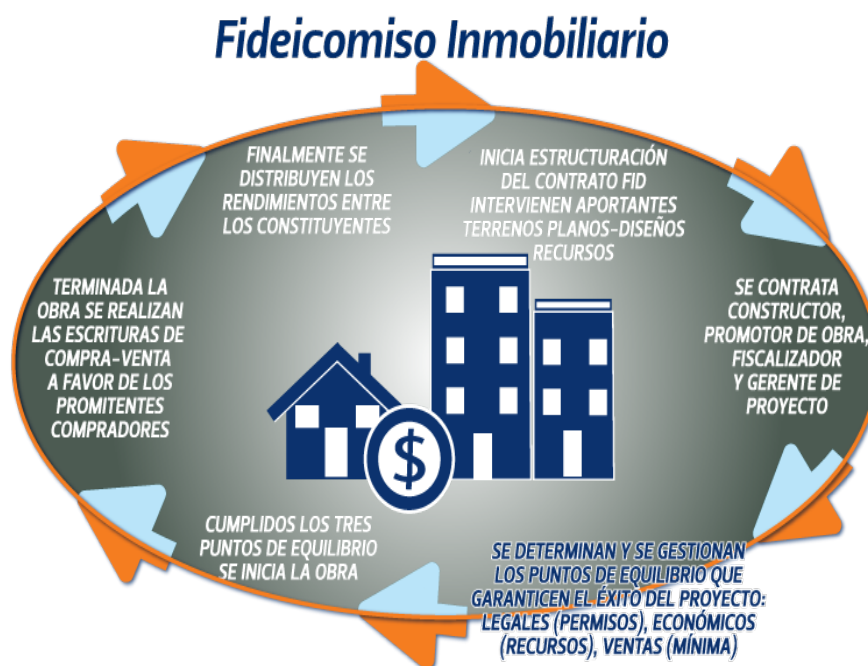 Fideicomiso Inmobiliario
INICIA ESTRUCTURACIÓN
DEL CONTRATO FID
INTERVIENEN APORTANTES
TERRENOS PLANOS-DISEÑOS
RECURSOS
SE CONTRATA
CONSTRUCTOR,
PROMOTOR DE OBRA,
FISCALIZADOR
Y GERENTE DE
PROYECTO
SE DETERMINAN Y SE GESTIONAN
LOS PUNTOS DE EQUILIBRIO QUE
GARANTICEN EL ÉXITO DEL PROYECTO:
LEGALES (PERMISOS), ECONÓMICOS
(RECURSOS), VENTAS (MÍNIMA)
CUMPLIDOS LOS TRES
PUNTOS DE EQUILIBRIO
SE INICIA LA OBRA
TERMINADA LA
OBRA SE REALIZAN
LAS ESCRITURAS DE
COMPRA-VENTA
A FAVOR DE LOS
PROMITENTES
COMPRADORES
FINALMENTE SE
DISTRIBUYEN LOS
RENDIMIENTOS ENTRE
LOS CONSTITUYENTES
$